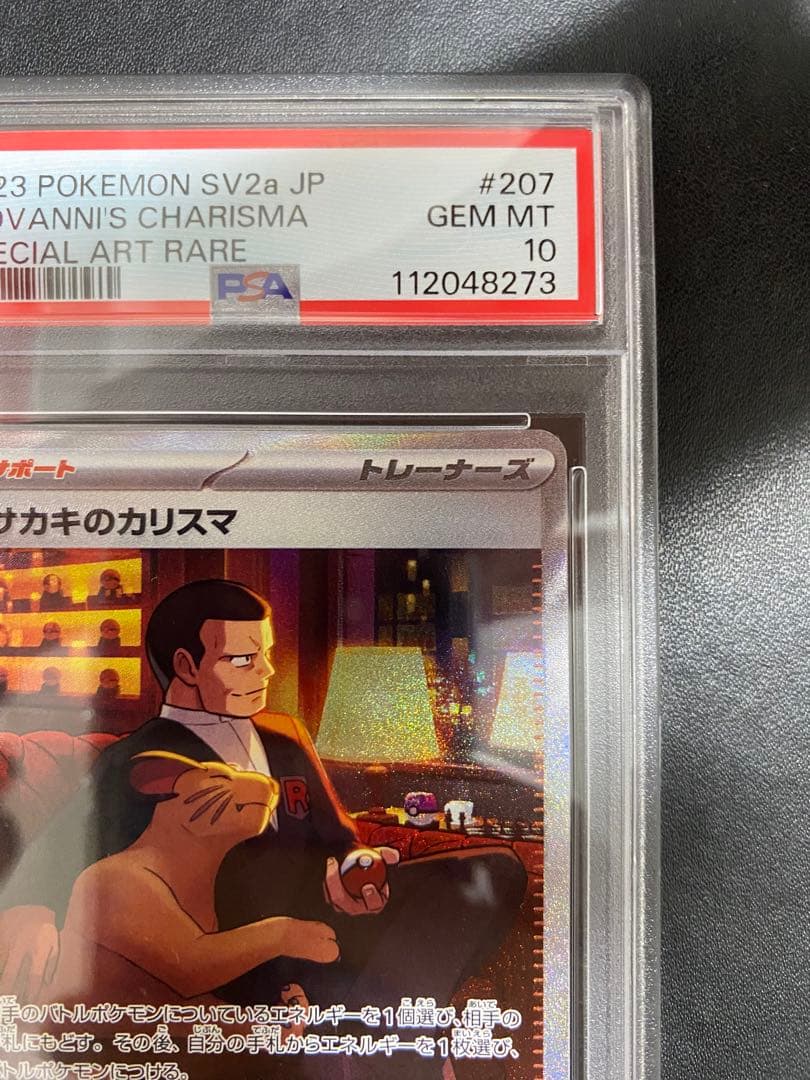 23 POKEMON SV2a JP #207
OVANNI'S CHARISMA GEM MT
ECIAL ART RARE 10
PSA 112048273
サポート トレーナーズ
サカキのカリスマ
R
手のバトルポケモンについているエネルギーを1個選び、相手の
札にもどす。その後、自分の手札からエネルギーを1枚選び、
トルポケモンにつける。